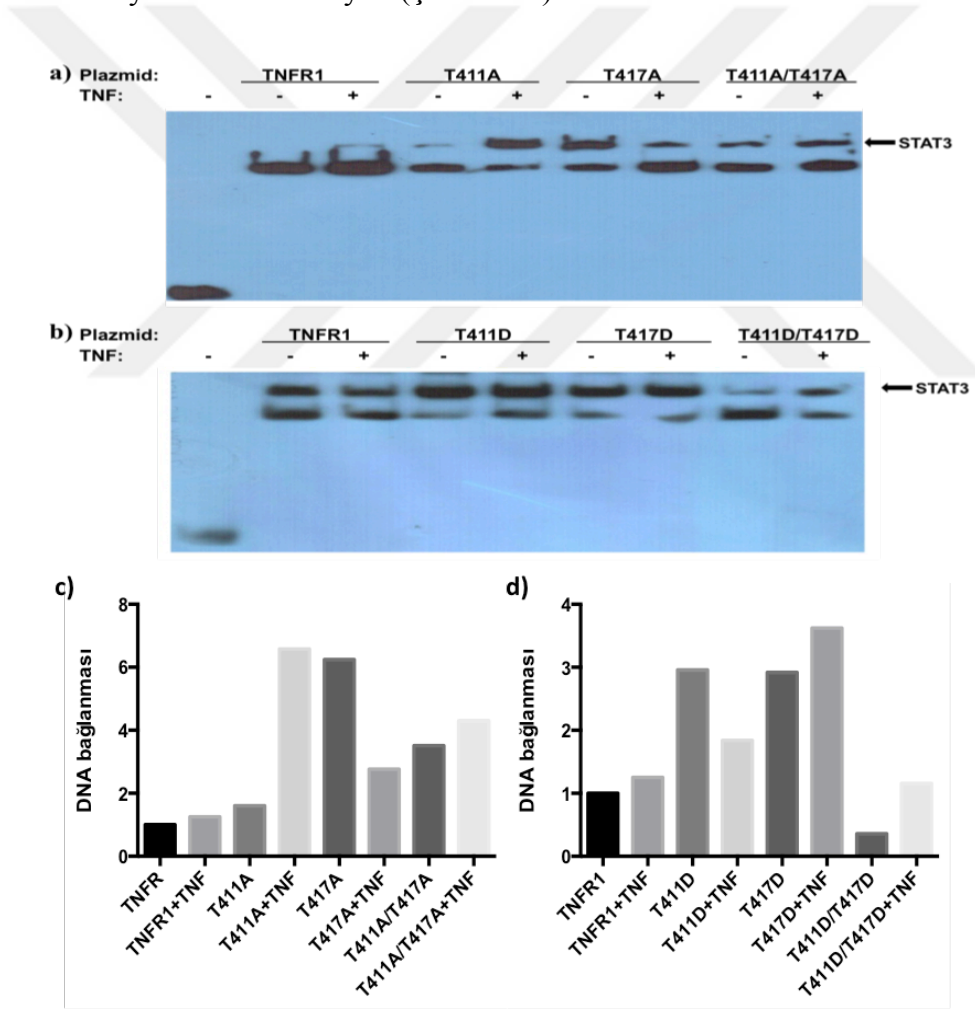 a) Plazmid: TNFR1 T411A T417A T411A/T417A
TNF: - - + - + - + - +
STAT3
b) Plazmid: TNFR1 T411D T417D T411D/T417D
TNF: - - + - + - + - +
STAT3
c)
DNA bağlanması
8
6
4
2
0
TNFR
TNFR1+TNF
T411A
T411A+TNF
T417A
T417A+TNF
T411A/T417A
T411A/T417A+TNF
d)
DNA bağlanması
4
3
2
1
0
TNFR1
TNFR1+TNF
T411D
T411D+TNF
T417D
T417D+TNF
T411D/T417D
T411D/T417D+TNF